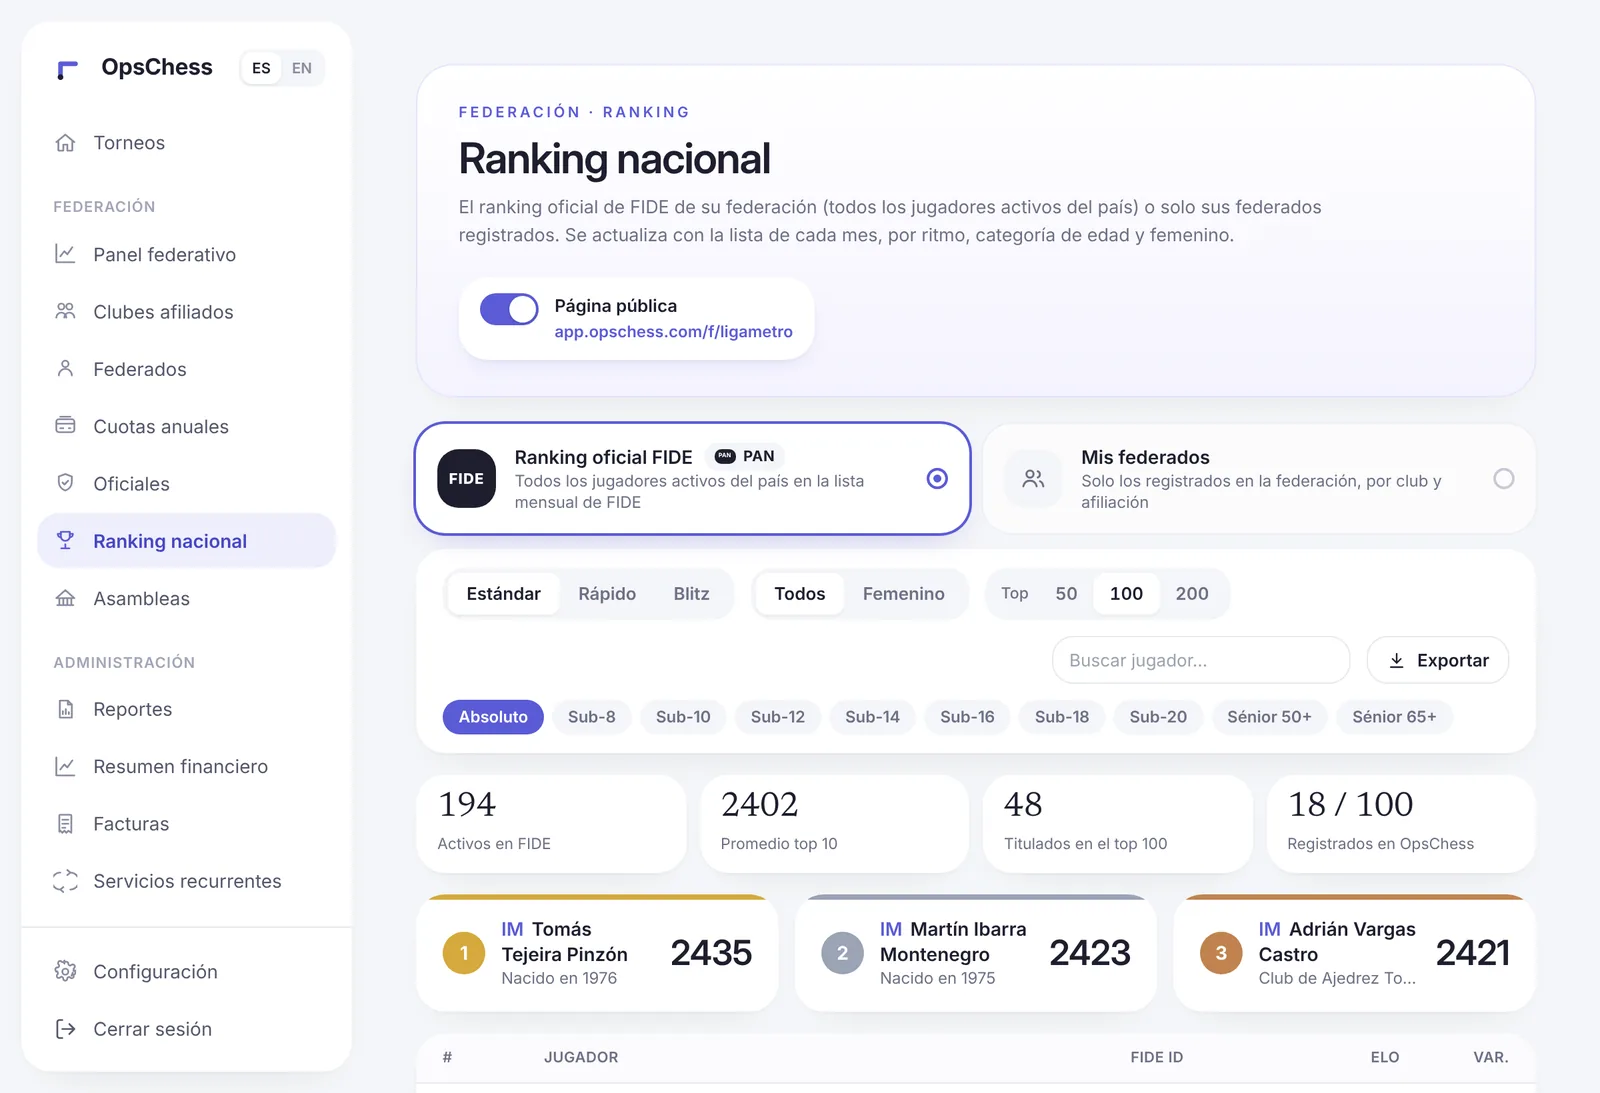 OpsChess
ES EN
Torneos
FEDERACIÓN
Panel federativo
Clubes afiliados
Federados
Cuotas anuales
Oficiales
Ranking nacional
Asambleas
ADMINISTRACIÓN
Reportes
Resumen financiero
Facturas
Servicios recurrentes
Configuración
Cerrar sesión
FEDERACIÓN · RANKING
Ranking nacional
El ranking oficial de FIDE de su federación (todos los jugadores activos del país) o solo sus federados
registrados. Se actualiza con la lista de cada mes, por ritmo, categoría de edad y femenino.
Página pública
app.opschess.com/f/ligametro
FIDE
Ranking oficial FIDE PAN PAN
Todos los jugadores activos del país en la lista
mensual de FIDE
Mis federados
Solo los registrados en la federación, por club y
afiliación
Estándar Rápido Blitz Todos Femenino Top 50 100 200
Buscar jugador... Exportar
Absoluto Sub-8 Sub-10 Sub-12 Sub-14 Sub-16 Sub-18 Sub-20 Sénior 50+ Sénior 65+
194
Activos en FIDE
2402
Promedio top 10
48
Titulados en el top 100
18 / 100
Registrados en OpsChess
1
IM Tomás
Tejeira Pinzón
Nacido en 1976
2435
2
IM Martín Ibarra
Montenegro
Nacido en 1975
2423
3
IM Adrián Vargas
Castro
Club de Ajedrez To...
2421
# JUGADOR FIDE ID ELO VAR.